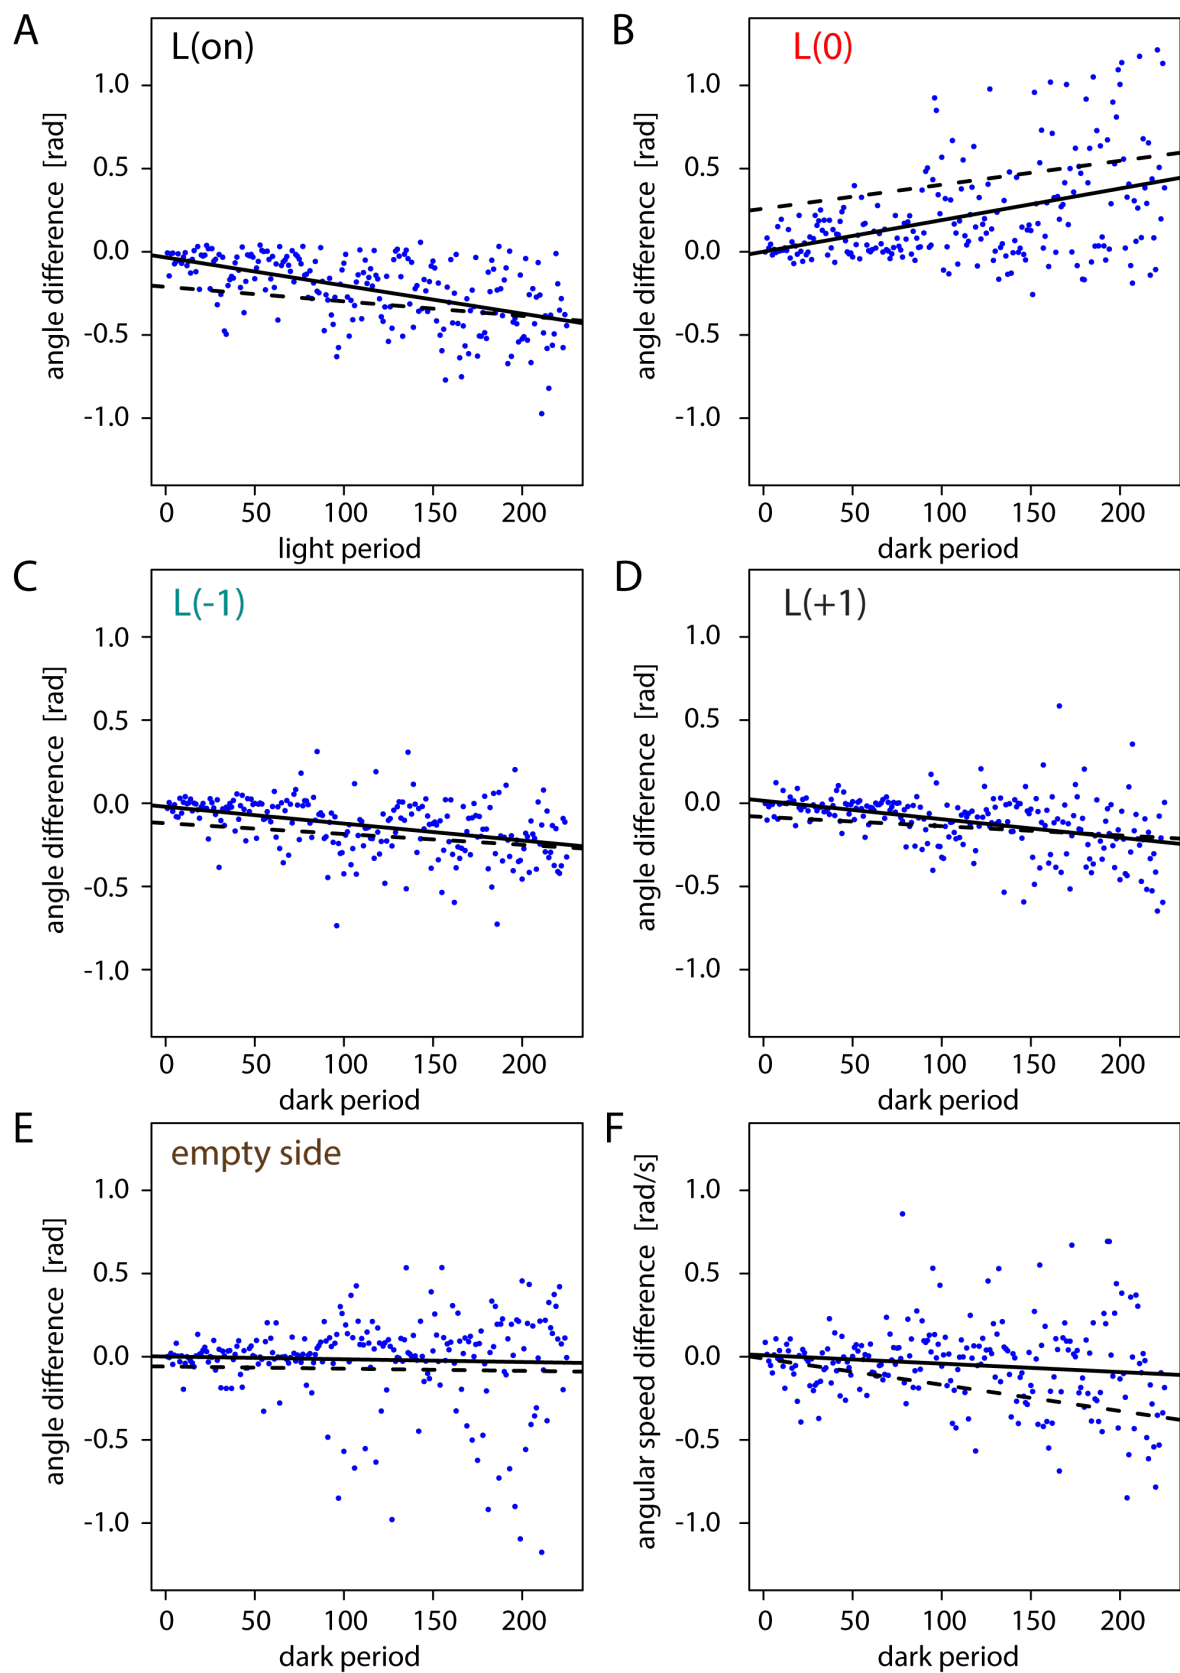 A
L(on)
angle difference [rad]
1.0
0.5
0.0
-0.5
-1.0
0 50 100 150 200
light period
B
L(0)
angle difference [rad]
1.0
0.5
0.0
-0.5
-1.0
0 50 100 150 200
dark period
C
L(-1)
angle difference [rad]
1.0
0.5
0.0
-0.5
-1.0
0 50 100 150 200
dark period
D
L(+1)
angle difference [rad]
1.0
0.5
0.0
-0.5
-1.0
0 50 100 150 200
dark period
E
empty side
angle difference [rad]
1.0
0.5
0.0
-0.5
-1.0
0 50 100 150 200
dark period
F
angular speed difference [rad/s]
1.0
0.5
0.0
-0.5
-1.0
0 50 100 150 200
dark period